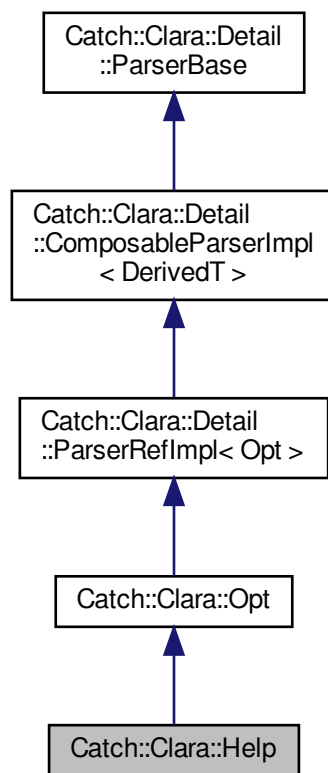 Catch::Clara::Detail
::ParserBase
Catch::Clara::Detail
::ComposableParserImpl
< DerivedT >
Catch::Clara::Detail
::ParserRefImpl< Opt >
Catch::Clara::Opt
Catch::Clara::Help